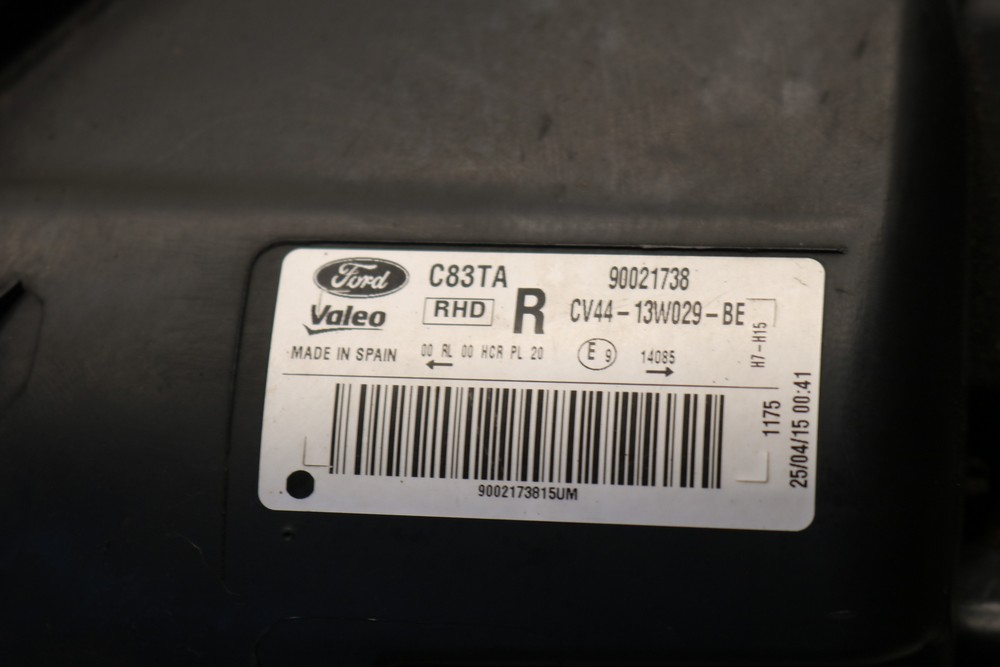 Ford
C83TA
90021738
Valeo
RHD
R
CV44-13W029-BE
MADE IN SPAIN
00 RL 00 HCR PL 20
E 9
14085
H7-H15
1175
25/04/15 00:41
9002173815UM